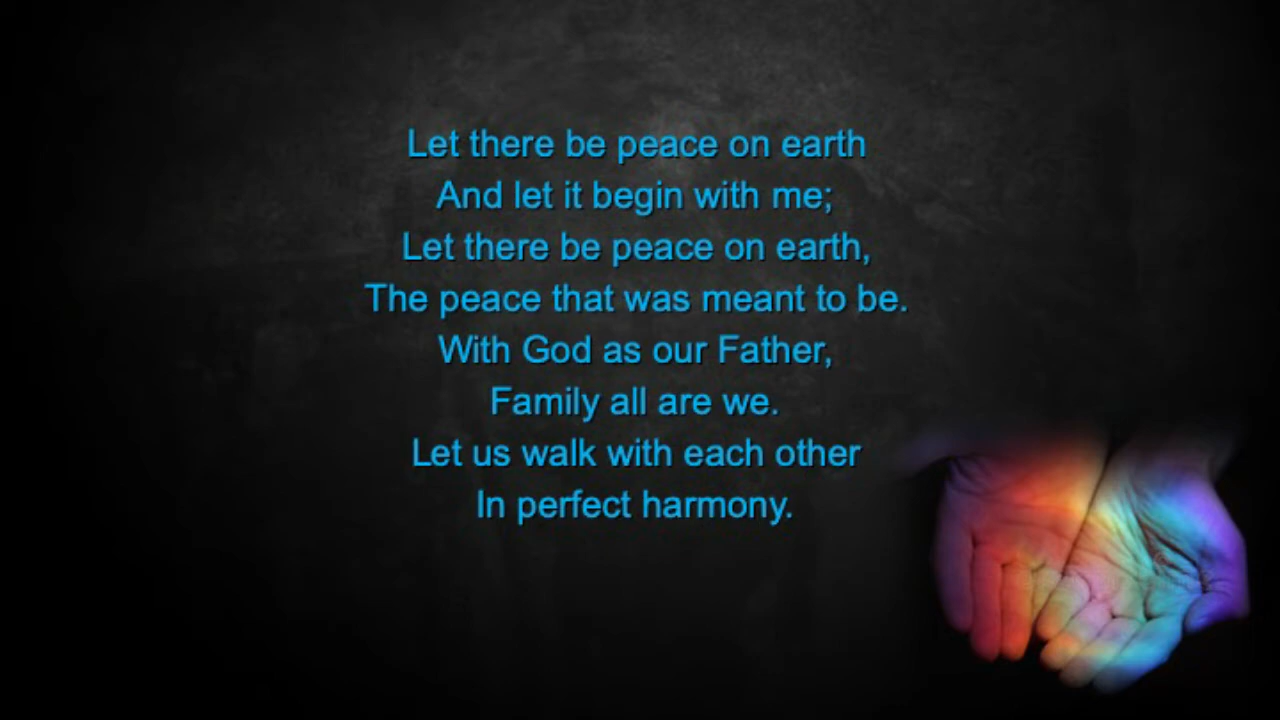 Let there be peace on earth
And let it begin with me;
Let there be peace on earth,
The peace that was meant to be.
With God as our Father,
Family all are we.
Let us walk with each other
In perfect harmony.